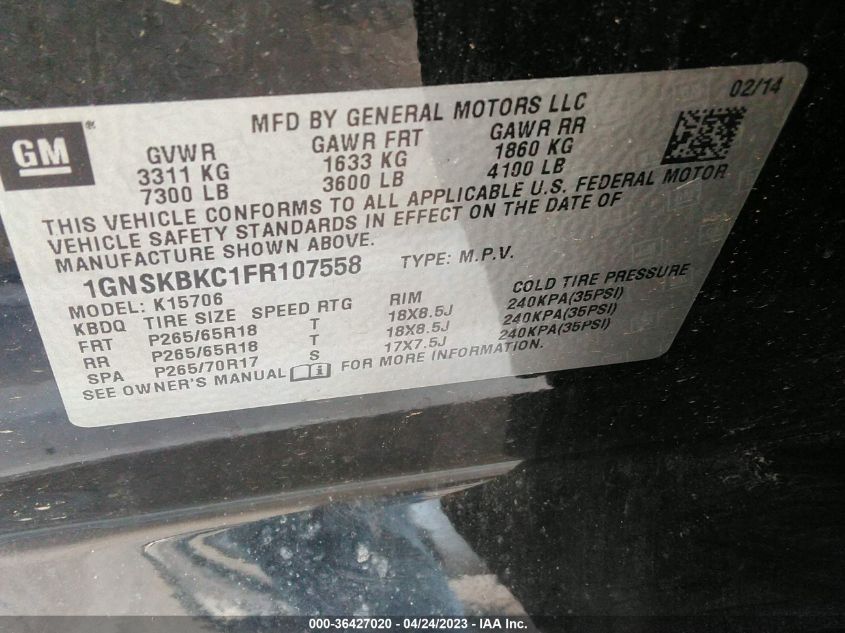 02/14
GM®
MFD BY GENERAL MOTORS LLC
GVWR GAWR FRT GAWR RR
3311 KG 1633 KG 1860 KG
7300 LB 3600 LB 4100 LB
THIS VEHICLE CONFORMS TO ALL APPLICABLE U.S. FEDERAL MOTOR
VEHICLE SAFETY STANDARDS IN EFFECT ON THE DATE OF
MANUFACTURE SHOWN ABOVE.
1GNSKBKC1FR107558 TYPE: M.P.V.
MODEL: K15706
KBDQ TIRE SIZE SPEED RTG RIM COLD TIRE PRESSURE
FRT P265/65R18 T 18X8.5J 240KPA(35PSI)
RR P265/65R18 T 18X8.5J 240KPA(35PSI)
SPA P265/70R17 S 17X7.5J 240KPA(35PSI)
SEE OWNER'S MANUAL FOR MORE INFORMATION.
000-36427020 - 04/24/2023 - IAA Inc.